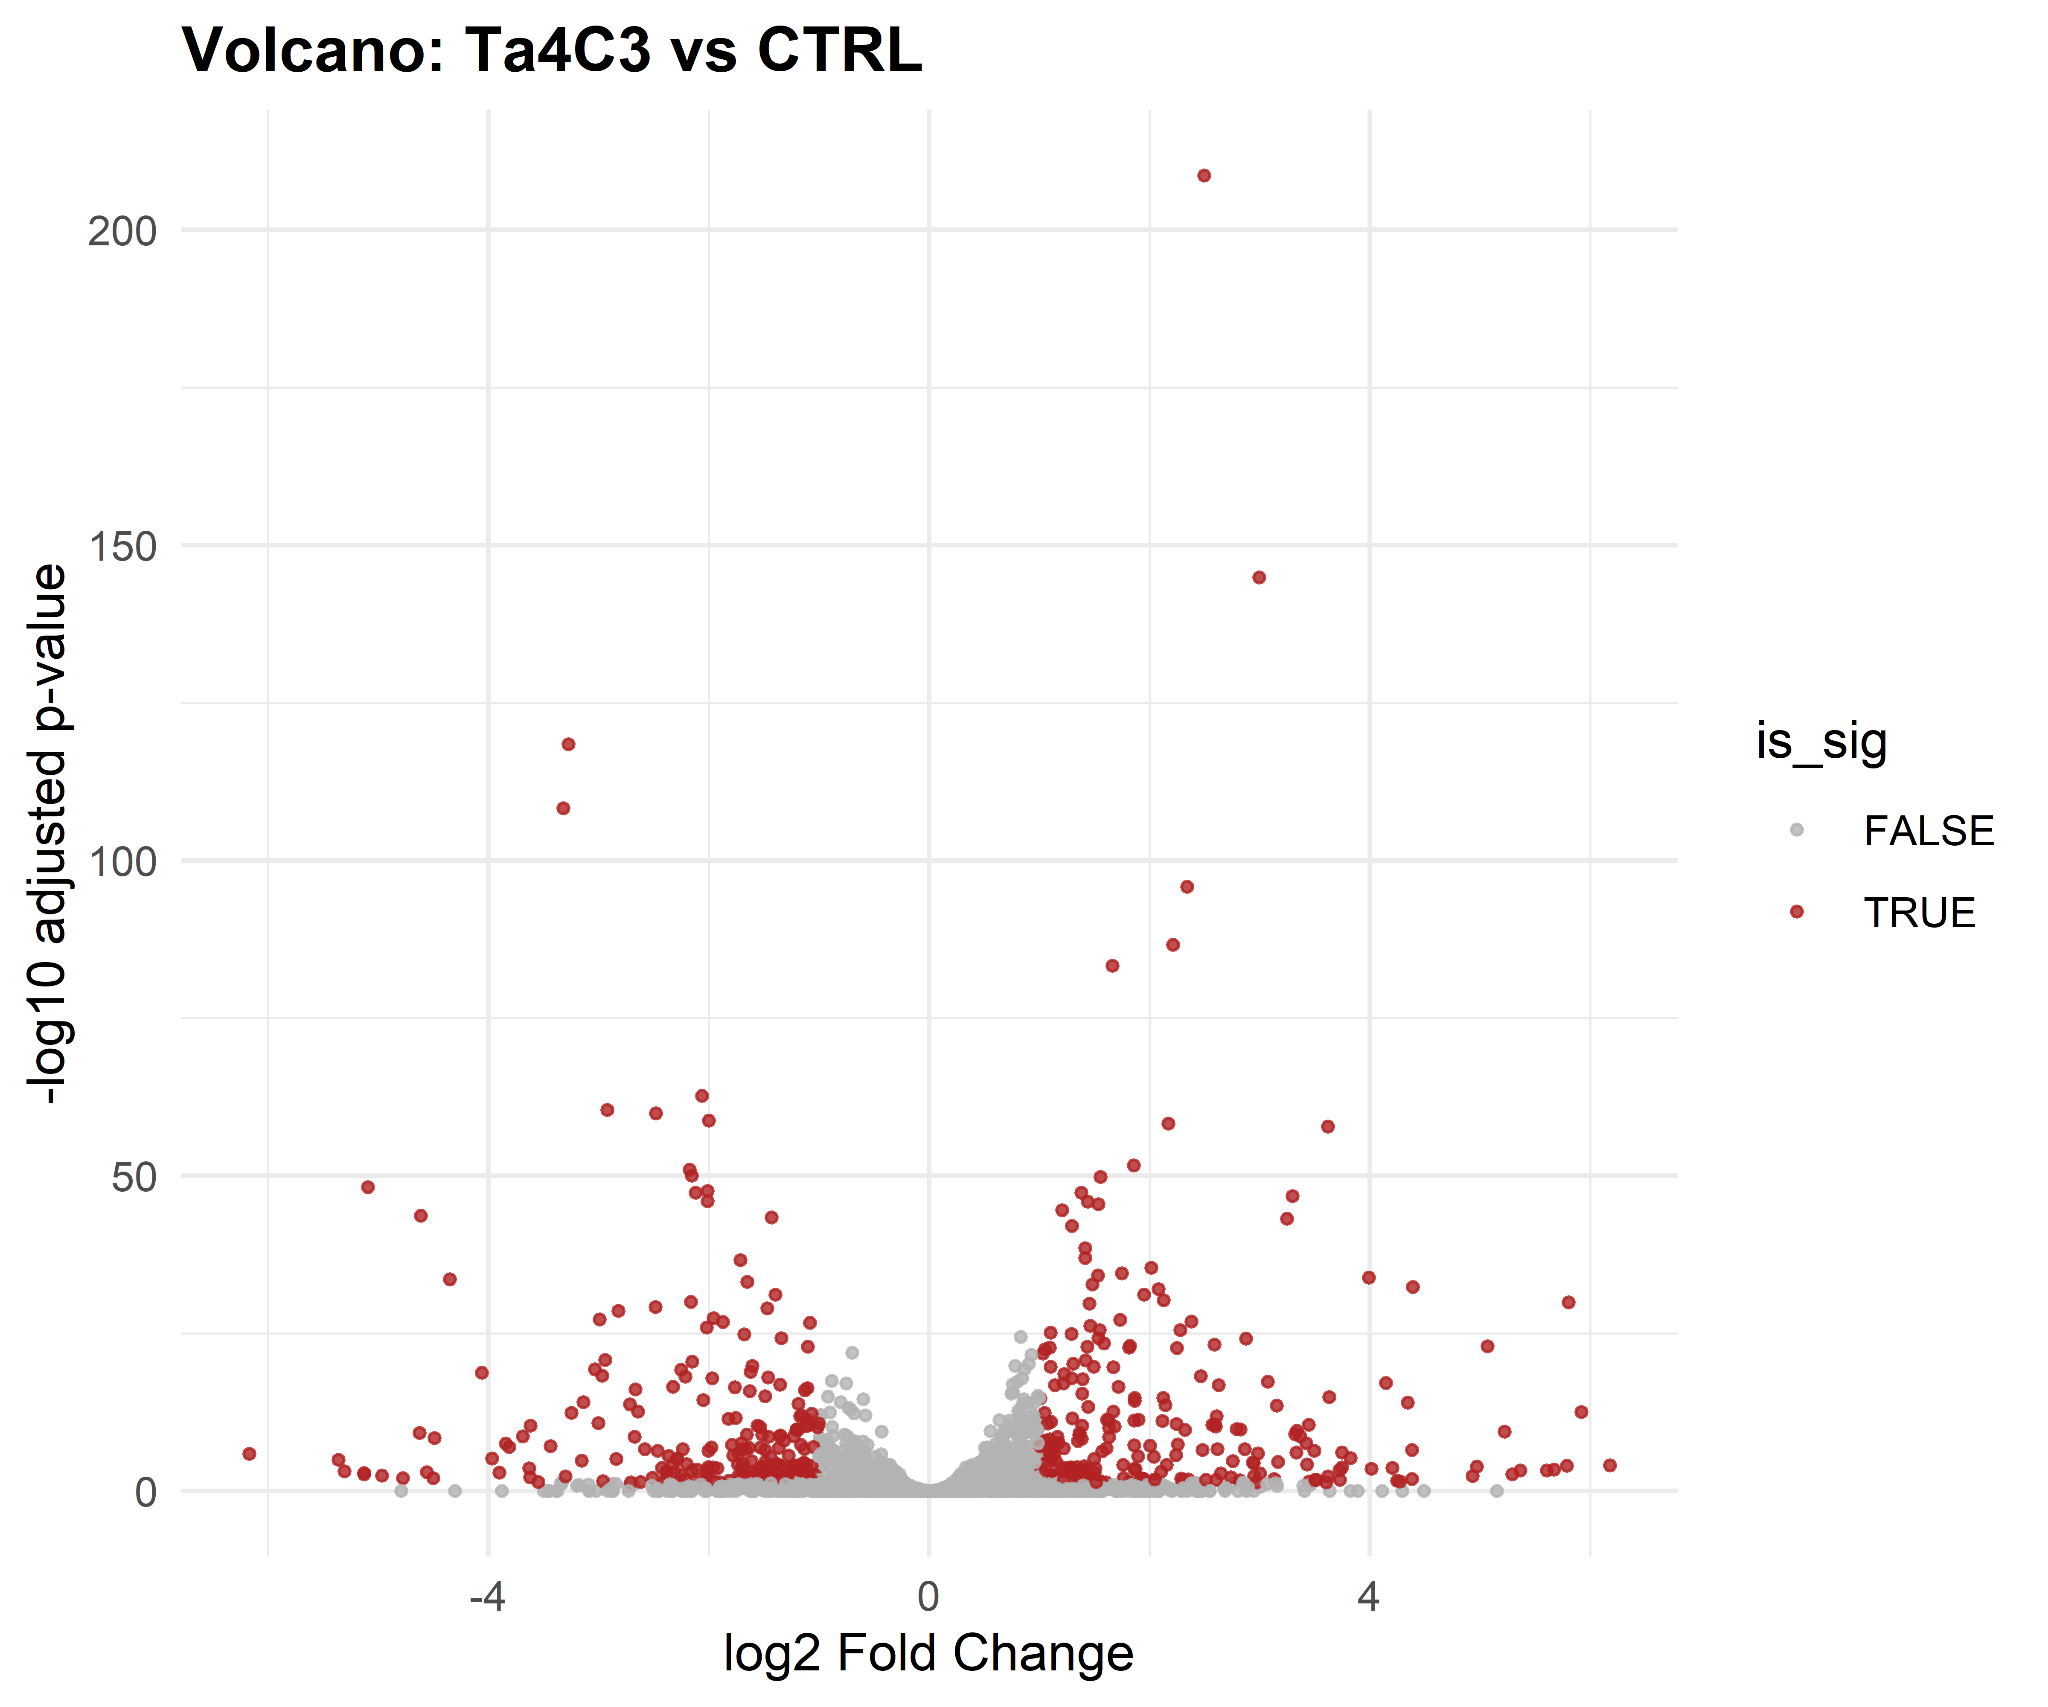 Volcano: Ta4C3 vs CTRL
200
150
100
50
0
-log10 adjusted p-value
-4
0
4
log2 Fold Change
is_sig
FALSE
TRUE